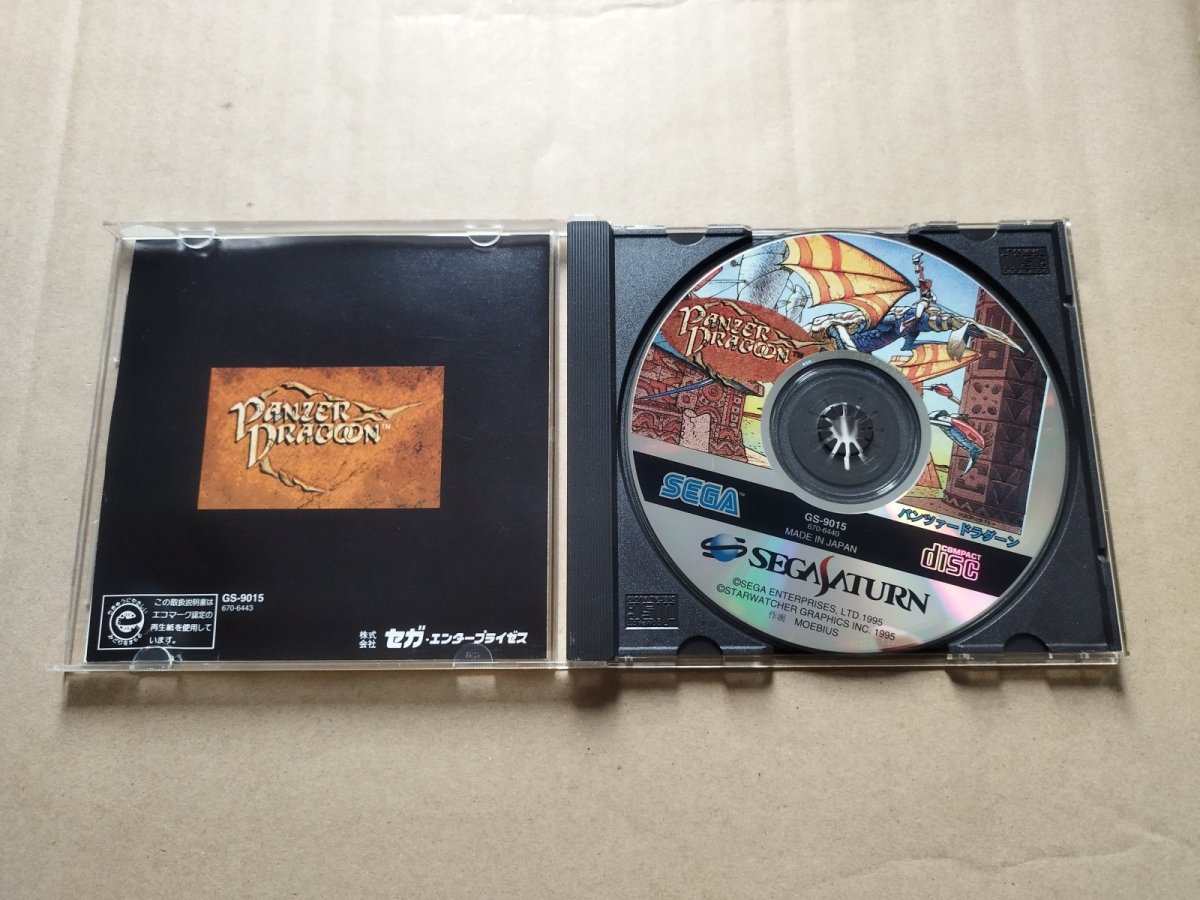 PANZER
DRAGOON™
この取扱説明書は
エコマーク認定の
再生紙を使用して
います。
GS-9015
670-6443
株式
会社
セガ・エンタープライゼス
PANZER
DRAGOON™
SEGA™
GS-9015
670-6440
MADE IN JAPAN
パンツァードラグーン
COMPACT
disc
SEGA SATURN
©SEGA ENTERPRISES, LTD.1995
©STARWATCHER GRAPHICS INC. 1995
作画 MOEBIUS